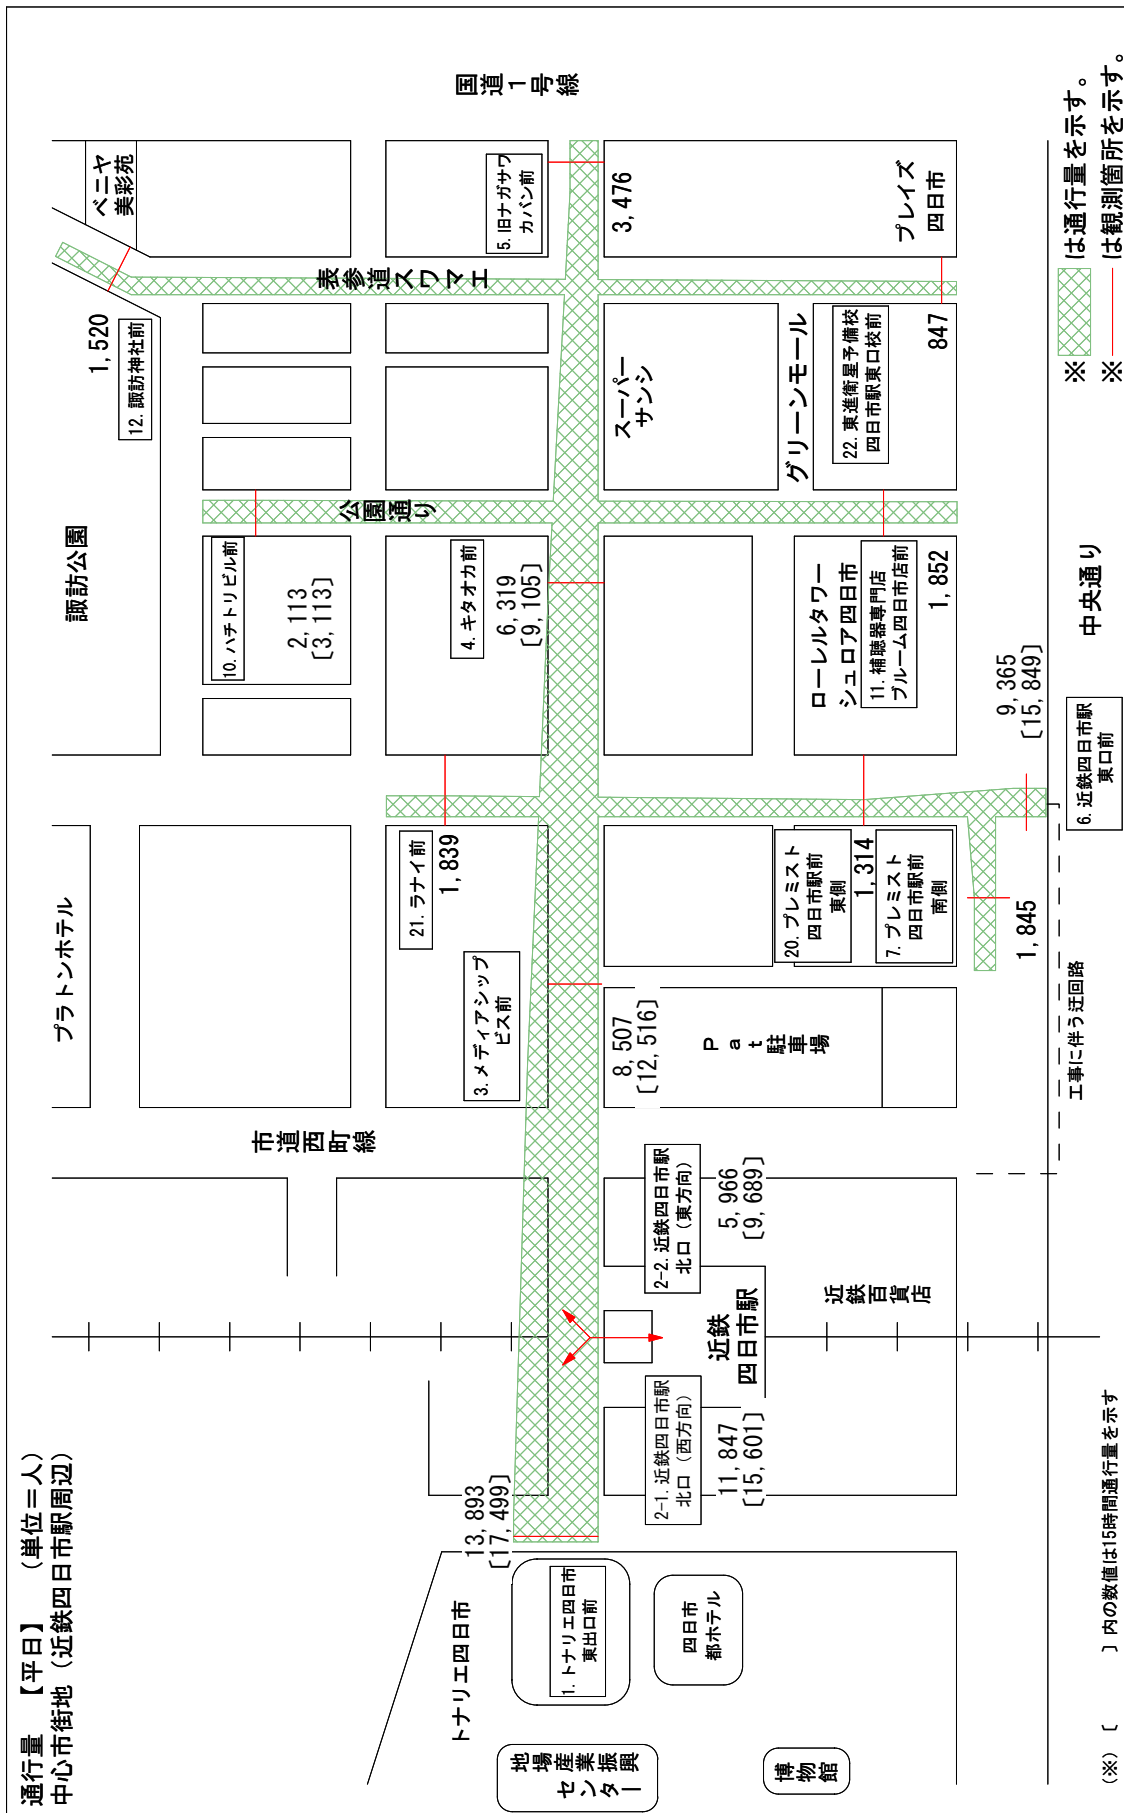 通行量 【平日】 (単位=人)
中心市街地 (近鉄四日市駅周辺)
トナリエ四日市
地場産業振興
センター
1. トナリエ四日市
東出口前
四日市
都ホテル
博物館
13,893
[17,499]
2-1. 近鉄四日市駅
北口 (西方向)
11,847
[15,601]
近鉄
四日市駅
2-2. 近鉄四日市駅
北口 (東方向)
5,966
[9,689]
近鉄百貨店
市道西町線
プラトンホテル
3. メディアシップ
ビス前
8,507
[12,516]
Pat駐車場
21. ラナイ前
1,839
20. プレミスト
四日市駅前
東側
1,314
7. プレミスト
四日市駅前
南側
1,845
工事に伴う迂回路
6. 近鉄四日市駅
東口前
9,365
[15,849]
中央通り
諏訪公園
10. ハチトリビル前
2,113
[3,113]
4. キタオカ前
6,319
[9,105]
ローレルタワー
シュロア四日市
11. 補聴器専門店
ブルーム四日市店前
1,852
公園通り
スーパー
サンシ
グリーンモール
22. 東進衛星予備校
四日市駅東口校前
847
12. 諏訪神社前
1,520
表参道スワマエ
ベニヤ
美彩苑
5. 旧ナガサワ
カバン前
3,476
プレイズ
四日市
国道1号線
※ は通行量を示す。
※ は観測箇所を示す。
(※) [ ] 内の数値は15時間通行量を示す